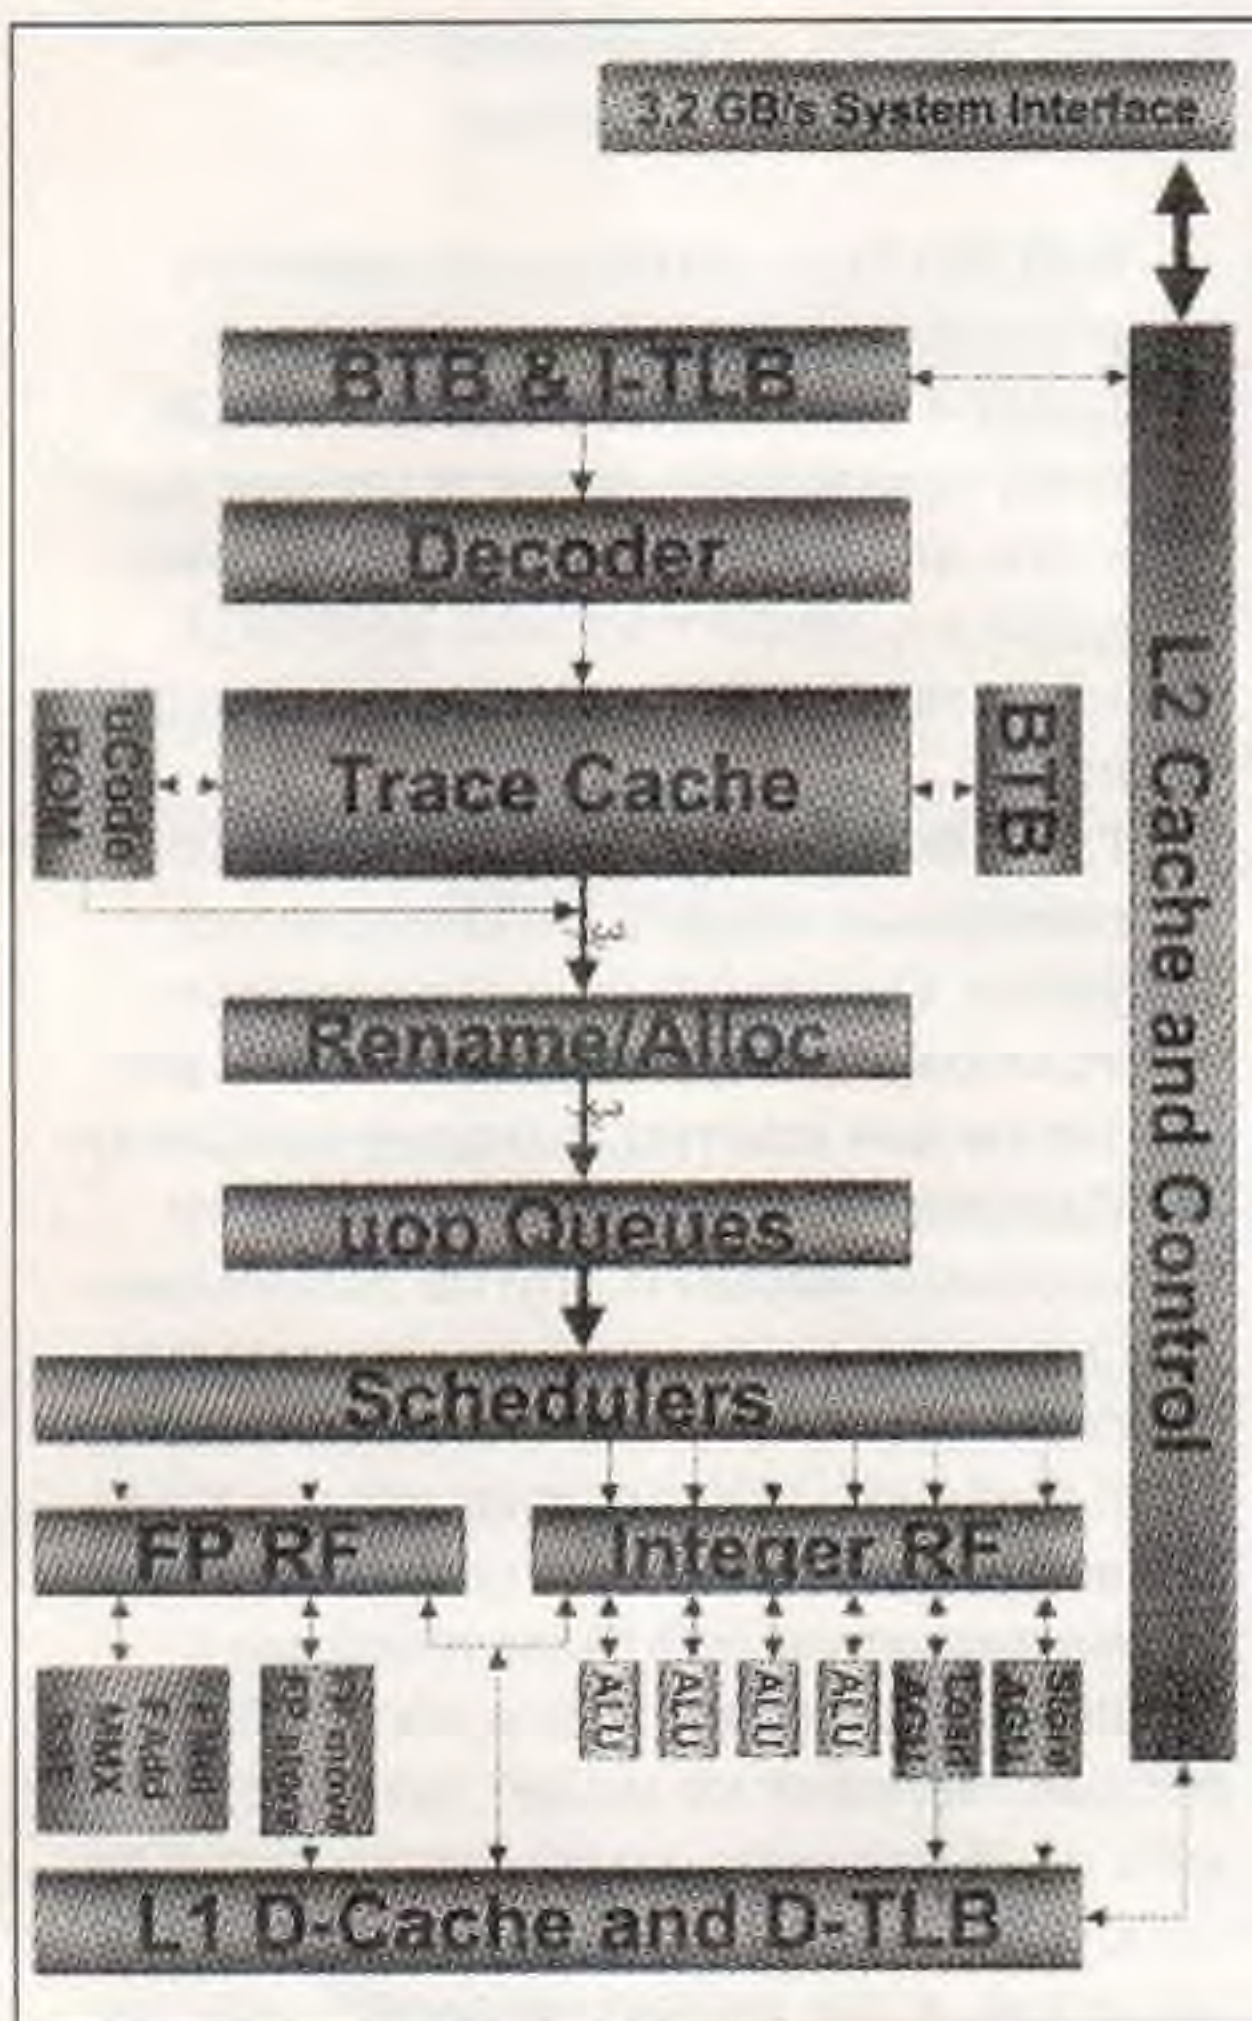 3,2 GB/s System Interface
BTB & I-TLB
Decoder
uCode
ROM
Trace Cache
BTB
3
Rename/Alloc
3
µop Queues
Schedulers
FP RF
Integer RF
FMul
FAdd
MMX
SSE
FP move
FP store
ALU
ALU
ALU
ALU
Load
AGU
Store
AGU
L1 D-Cache and D-TLB
L2 Cache and Control